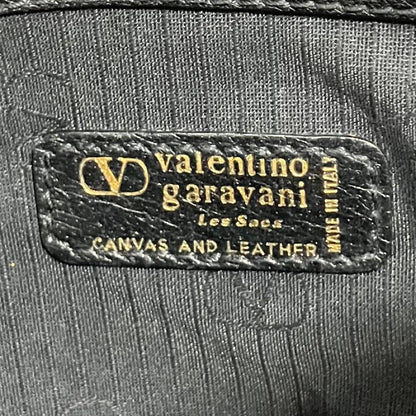 V valentino
garavani
Les Sacs
CANVAS AND LEATHER
MADE IN ITALY